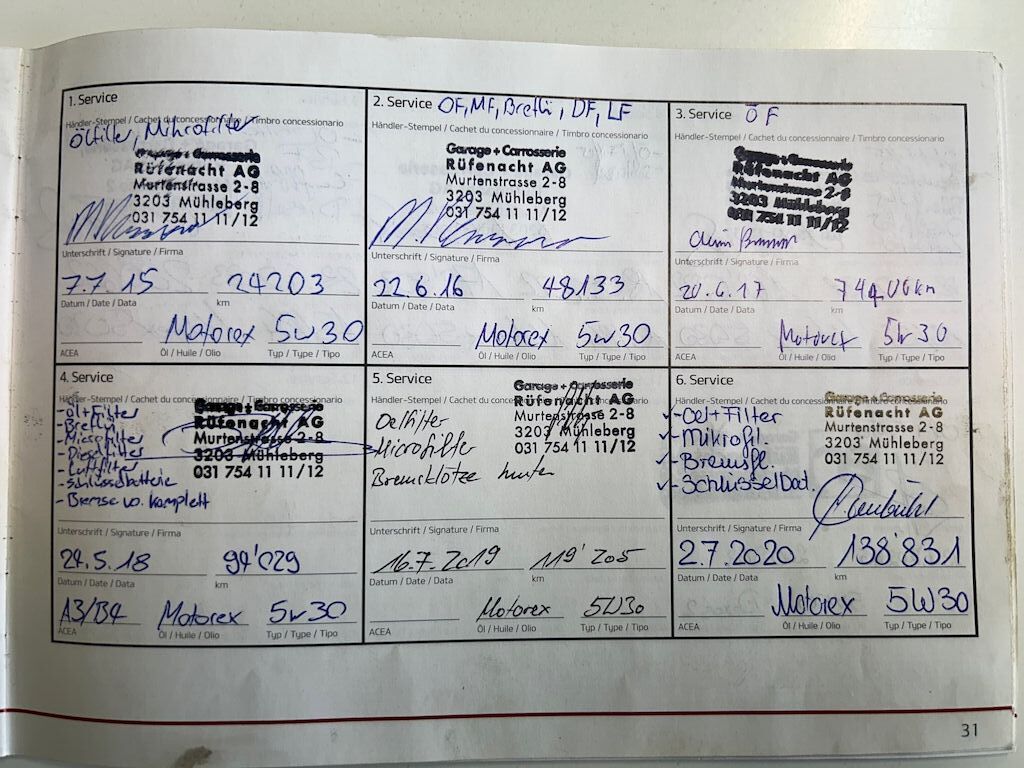 1. Service
Händler-Stempel / Cachet du concessionnaire / Timbro concessionario
Ölfilter, Mikrofilter
Garage + Carrosserie
Rüfenacht AG
Murtenstrasse 2-8
3203 Mühleberg
031 754 11 11/12
Unterschrift / Signature / Firma
7.7.15 24203
Datum / Date / Data km
Motorex 5w30
ACEA Öl / Huile / Olio Typ / Type / Tipo
2. Service ÖF, MF, Breflü, DF, LF
Händler-Stempel / Cachet du concessionnaire / Timbro concessionario
Garage + Carrosserie
Rüfenacht AG
Murtenstrasse 2-8
3203 Mühleberg
031 754 11 11/12
Unterschrift / Signature / Firma
22.6.16 48133
Datum / Date / Data km
Motorex 5w30
ACEA Öl / Huile / Olio Typ / Type / Tipo
3. Service ÖF
Händler-Stempel / Cachet du concessionnaire / Timbro concessionario
Garage + Carrosserie
Rüfenacht AG
Murtenstrasse 2-8
3203 Mühleberg
031 754 11 11/12
Unterschrift / Signature / Firma
20.6.17
Datum / Date / Data km
Motorex 5w30
ACEA Öl / Huile / Olio Typ / Type / Tipo
4. Service
Händler-Stempel / Cachet du concessionnaire / Timbro concessionario
- Öl + Filter
- Breflü
- Microfilter
- Dieselfilter
- Luftfilter
- Schlüsselbatterie
- Bremse vo. komplett
Garage + Carrosserie
Rüfenacht AG
Murtenstrasse 2-8
3203 Mühleberg
031 754 11 11/12
Unterschrift / Signature / Firma
24.5.18 94'029
Datum / Date / Data km
A3/B4 Motorex 5w30
ACEA Öl / Huile / Olio Typ / Type / Tipo
5. Service
Händler-Stempel / Cachet du concessionnaire / Timbro concessionario
Oelfilter
Microfilter
Bremsklötze hinten
Garage + Carrosserie
Rüfenacht AG
Murtenstrasse 2-8
3203 Mühleberg
031 754 11 11/12
Unterschrift / Signature / Firma
16.7.2019 119'205
Datum / Date / Data km
Motorex 5W30
ACEA Öl / Huile / Olio Typ / Type / Tipo
6. Service
Händler-Stempel / Cachet du concessionnaire / Timbro concessionario
✓ - Oel + Filter
✓ - Mikrofil.
✓ - Bremsfl.
✓ - Schlüsselbat.
Garage + Carrosserie
Rüfenacht AG
Murtenstrasse 2-8
3203 Mühleberg
031 754 11 11/12
Unterschrift / Signature / Firma
2.7.2020 138'831
Datum / Date / Data km
Motorex 5W30
ACEA Öl / Huile / Olio Typ / Type / Tipo
31